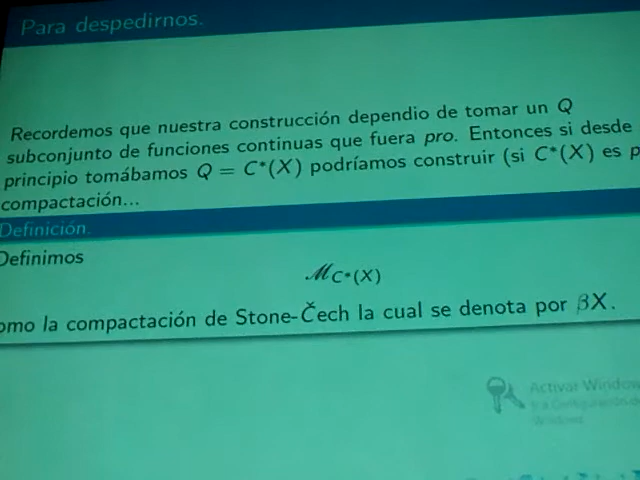 Para despedirnos.
Recordemos que nuestra construcción dependio de tomar un Q
subconjunto de funciones continuas que fuera pro. Entonces si desde
principio tomábamos Q = C*(X) podríamos construir (si C*(X) es p
compactación...
Definición.
Definimos
ℳC*(X)
omo la compactación de Stone-Čech la cual se denota por βX.
Activar Window
Windows